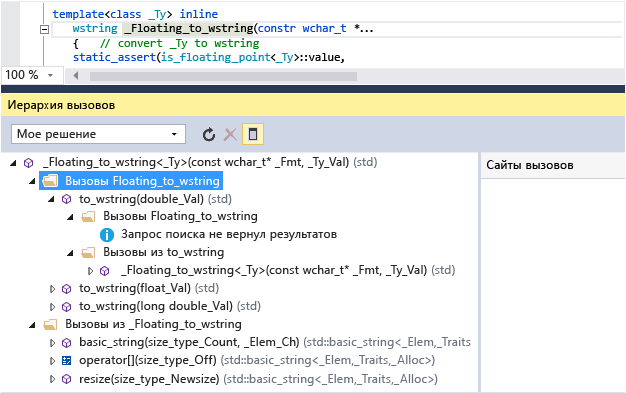 template<class _Ty> inline
wstring _Floating_to_wstring(constr wchar_t *...
{ // convert _Ty to wstring
static_assert(is_floating_point<_Ty>::value,
100 %
Иерархия вызовов
Мое решение
_Floating_to_wstring<_Ty>(const wchar_t* _Fmt, _Ty_Val) (std)
Сайты вызовов
Вызовы Floating_to_wstring
to_wstring(double_Val) (std)
Вызовы Floating_to_wstring
Запрос поиска не вернул результатов
Вызовы из to_wstring
_Floating_to_wstring<_Ty>(const wchar_t* _Fmt, _Ty_Val) (std)
to_wstring(float_Val) (std)
to_wstring(long double_Val) (std)
Вызовы из _Floating_to_wstring
basic_string(size_type_Count, _Elem_Ch) (std::basic_string<_Elem,_Traits
operator[](size_type_Off) (std::basic_string<_Elem,_Traits,_Alloc>)
resize(size_type_Newsize) (std::basic_string<_Elem,_Traits,_Alloc>)